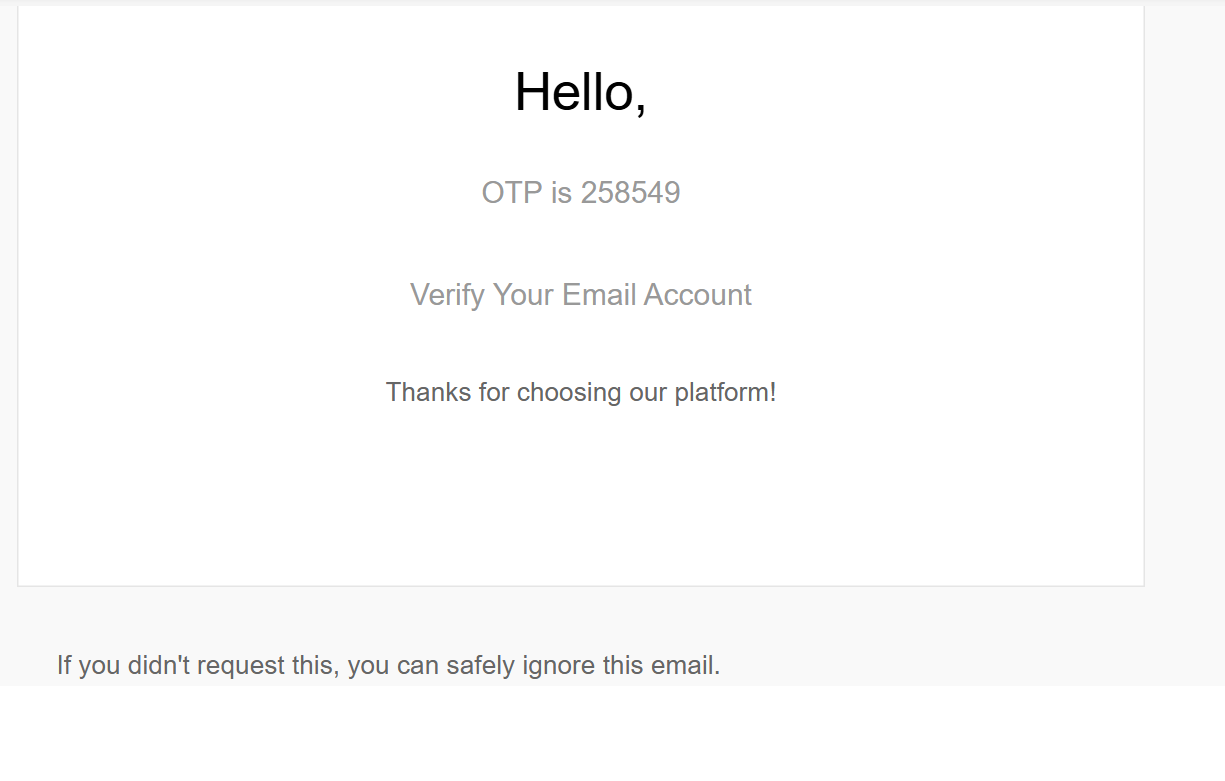 Hello,
OTP is 258549
Verify Your Email Account
Thanks for choosing our platform!
If you didn't request this, you can safely ignore this email.